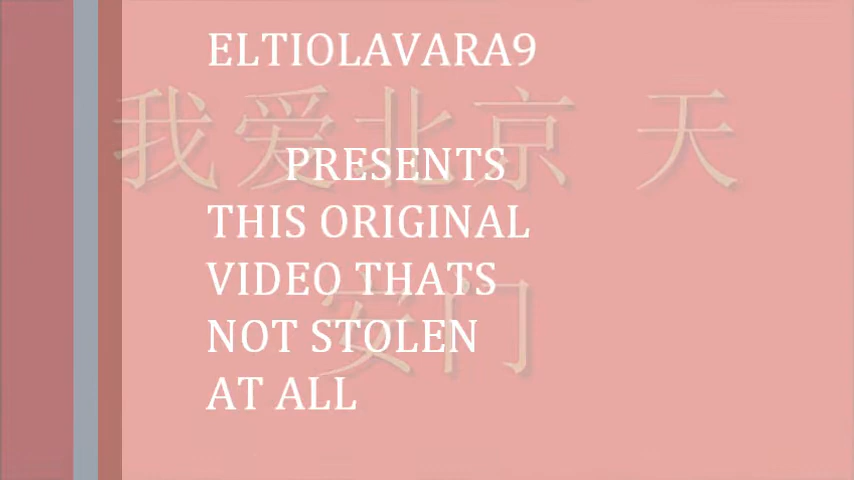 ELTIOLAVARA9
我爱北京 天
PRESENTS
THIS ORIGINAL
VIDEO THATS
安门
NOT STOLEN
AT ALL